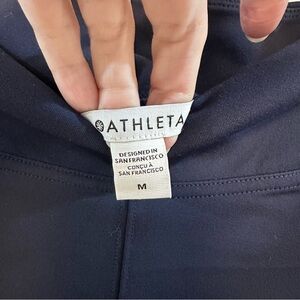 ATHLETA
DESIGNED IN
SAN FRANCISCO
CONÇU À
SAN FRANCISCO
M